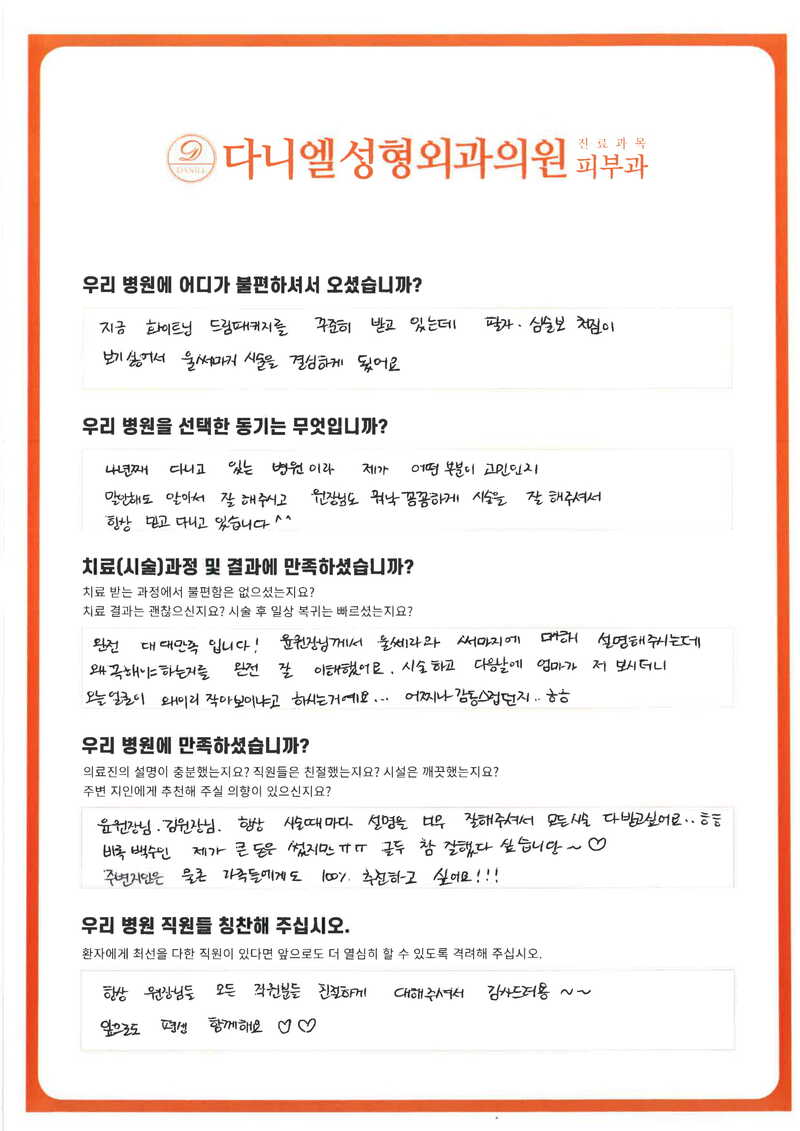 DANIEL
다니엘성형외과의원 진료과목 피부과
우리 병원에 어디가 불편하셔서 오셨습니까?
지금 화이트닝 드림패키지를 꾸준히 받고 있는데 팔자. 심술보 처짐이
보기싫어서 울써마지 시술을 결심하게 됐어요
우리 병원을 선택한 동기는 무엇입니까?
4년째 다니고 있는 병원이라 제가 어떤 부분이 고민인지
말안해도 알아서 잘 해주시고 원장님도 워낙 꼼꼼하게 시술을 잘 해주셔서
항상 믿고 다니고 있습니다 ^^
치료(시술)과정 및 결과에 만족하셨습니까?
치료 받는 과정에서 불편함은 없으셨는지요?
치료 결과는 괜찮으신지요? 시술 후 일상 복귀는 빠르셨는지요?
완전 대대만족 입니다! 윤원장님께서 울쎄라와 써마지에 대해 설명해주시는데
왜 꼭해야하는지를 완전 잘 이해했어요. 시술하고 다음날에 엄마가 저 보시더니
오늘 얼굴이 왜이리 작아보이냐고 하시는거예요... 어찌나 감동스럽던지.. ㅎㅎ
우리 병원에 만족하셨습니까?
의료진의 설명이 충분했는지요? 직원들은 친절했는지요? 시설은 깨끗했는지요?
주변 지인에게 추천해 주실 의향이 있으신지요?
윤원장님. 김원장님. 항상 시술때마다 설명을 너무 잘해주셔서 모든시술 다 받고싶어요.. ㅎㅎ
비록 백수인 제가 큰 돈을 썼지만 ㅠㅠ 궁두 참 잘했다 싶습니단 ~ ♡
주변지인은 물론 가족들에게도 100% 추천하고 싶어요!!!
우리 병원 직원들 칭찬해 주십시오.
환자에게 최선을 다한 직원이 있다면 앞으로도 더 열심히 할 수 있도록 격려해 주십시오.
항상 원장님들 모든 직원분들 친절하게 대해주셔서 감사드려용 ~ ~
앞으로도 평생 함께해요 ♡ ♡